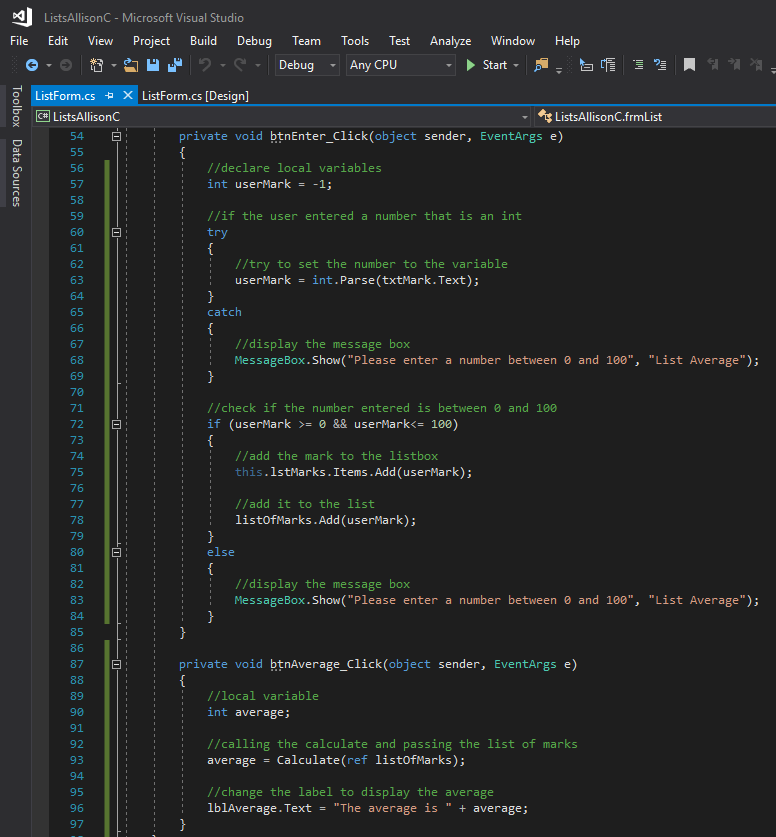 ListsAllisonC - Microsoft Visual Studio
File Edit View Project Build Debug Team Tools Test Analyze Window Help
Debug Any CPU Start
ListForm.cs ListForm.cs [Design]
Toolbox
Data Sources
C# ListsAllisonC ListsAllisonC.frmList
54 private void btnEnter_Click(object sender, EventArgs e)
55 {
56 //declare local variables
57 int userMark = -1;
58
59 //if the user entered a number that is an int
60 try
61 {
62 //try to set the number to the variable
63 userMark = int.Parse(txtMark.Text);
64 }
65 catch
66 {
67 //display the message box
68 MessageBox.Show("Please enter a number between 0 and 100", "List Average");
69 }
70
71 //check if the number entered is between 0 and 100
72 if (userMark >= 0 && userMark<= 100)
73 {
74 //add the mark to the listbox
75 this.lstMarks.Items.Add(userMark);
76
77 //add it to the list
78 listOfMarks.Add(userMark);
79 }
80 else
81 {
82 //display the message box
83 MessageBox.Show("Please enter a number between 0 and 100", "List Average");
84 }
85 }
86
87 private void btnAverage_Click(object sender, EventArgs e)
88 {
89 //local variable
90 int average;
91
92 //calling the calculate and passing the list of marks
93 average = Calculate(ref listOfMarks);
94
95 //change the label to display the average
96 lblAverage.Text = "The average is " + average;
97 }